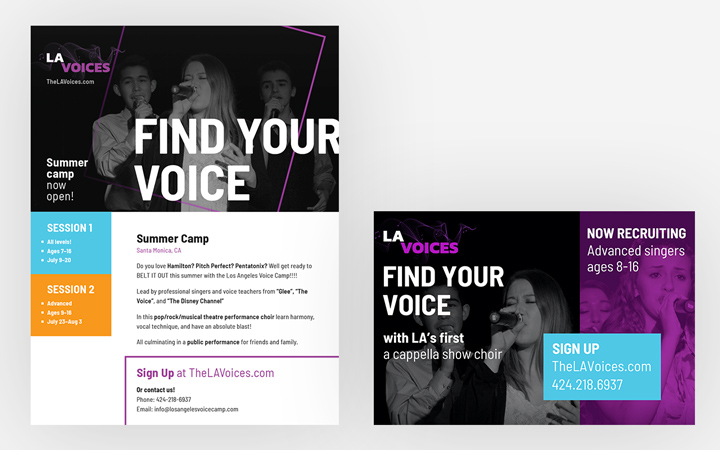 LA
VOICES
TheLAVoices.com
FIND YOUR
VOICE
Summer
camp
now
open!
SESSION 1
All levels!
Ages 7-16
July 9-20
SESSION 2
Advanced
Ages 9-16
July 23-Aug 3
Summer Camp
Santa Monica, CA
Do you love Hamilton? Pitch Perfect? Pentatonix? Well get ready to
BELT IT OUT this summer with the Los Angeles Voice Camp!!!!
Lead by professional singers and voice teachers from "Glee", "The
Voice", and "The Disney Channel"
In this pop/rock/musical theatre performance choir learn harmony,
vocal technique, and have an absolute blast!
All culminating in a public performance for friends and family.
Sign Up at TheLAVoices.com
Or contact us!
Phone: 424-218-6937
Email: info@losangelesvoicecamp.com
LA
VOICES
FIND YOUR
VOICE
with LA's first
a cappella show choir
NOW RECRUITING
Advanced singers
ages 8-16
SIGN UP
TheLAVoices.com
424.218.6937